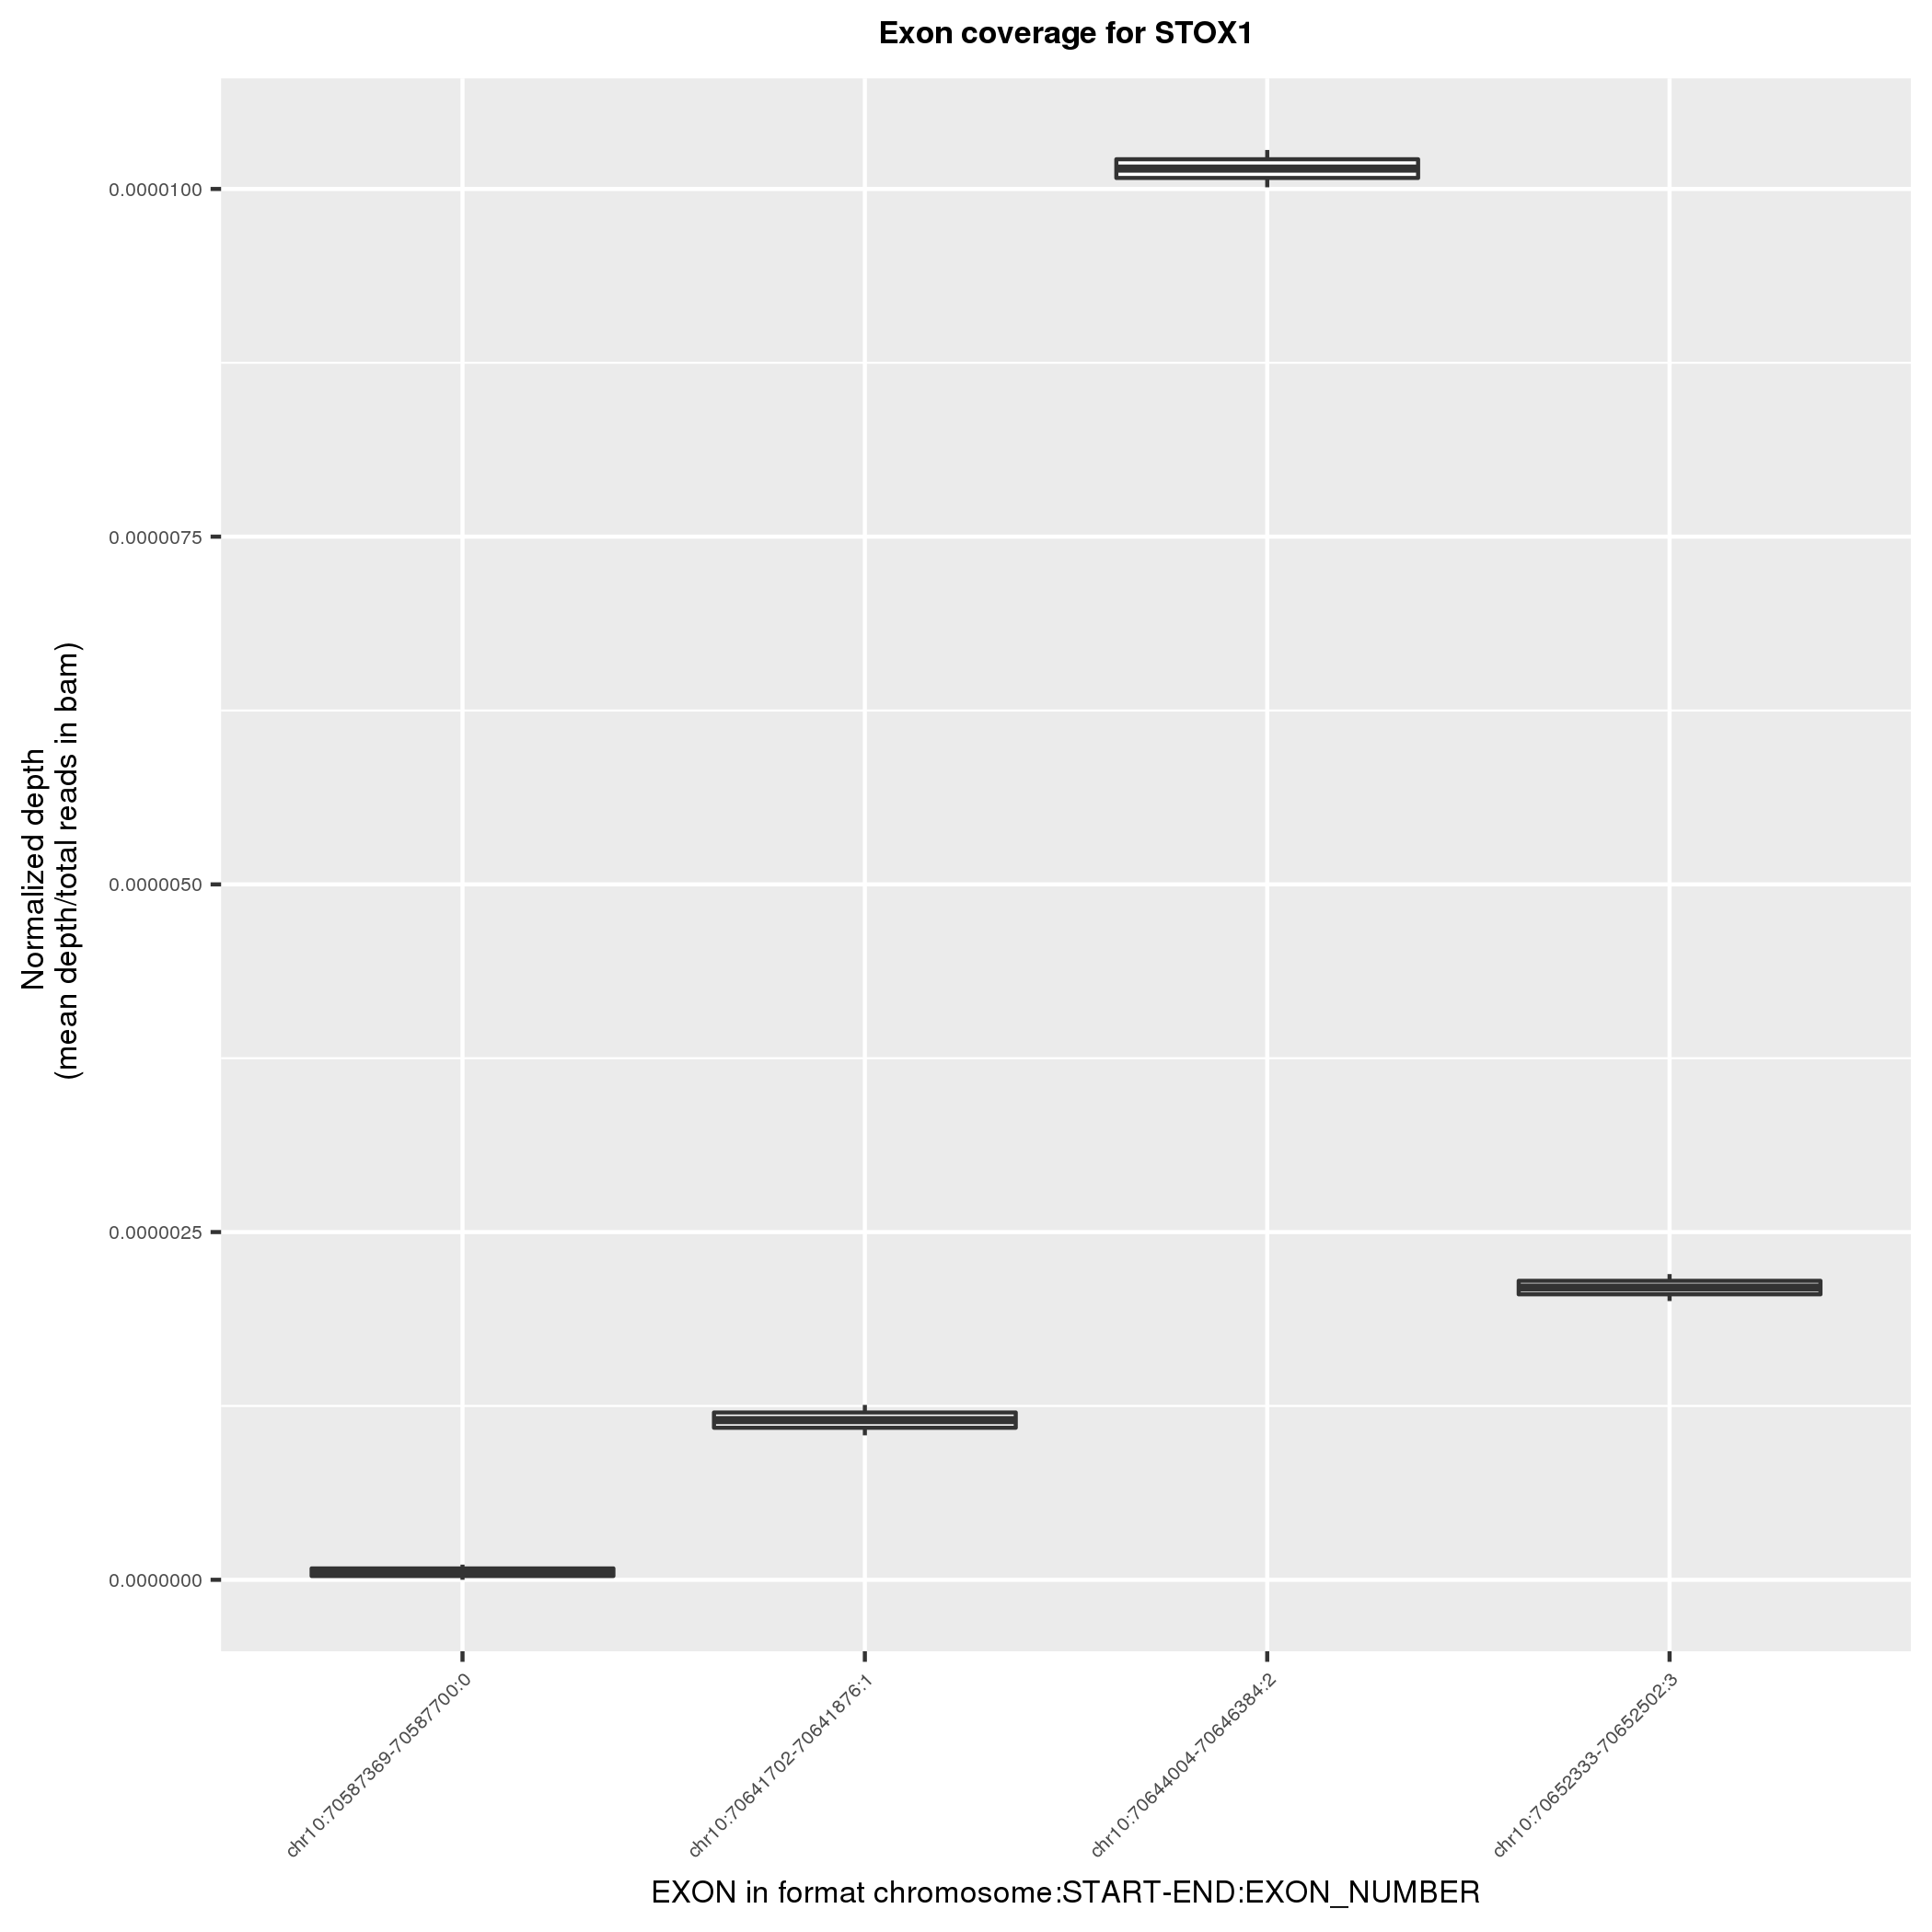 Exon coverage for STOX1
Normalized depth
(mean depth/total reads in bam)
0.0000100
0.0000075
0.0000050
0.0000025
0.0000000
chr10:70587369-70587700:0
chr10:70641702-70641876:1
chr10:70644004-70646384:2
chr10:70652333-70652502:3
EXON in format chromosome:START-END:EXON_NUMBER